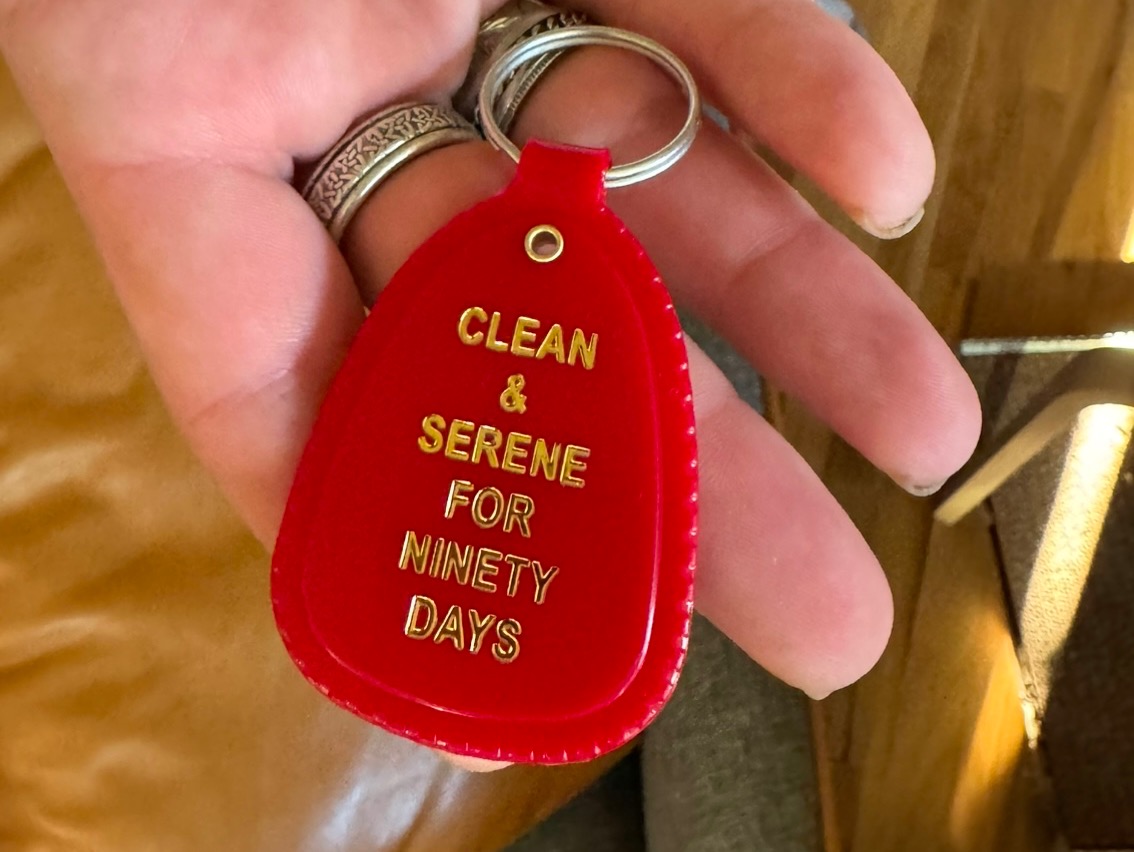 CLEAN
&
SERENE
FOR
NINETY
DAYS